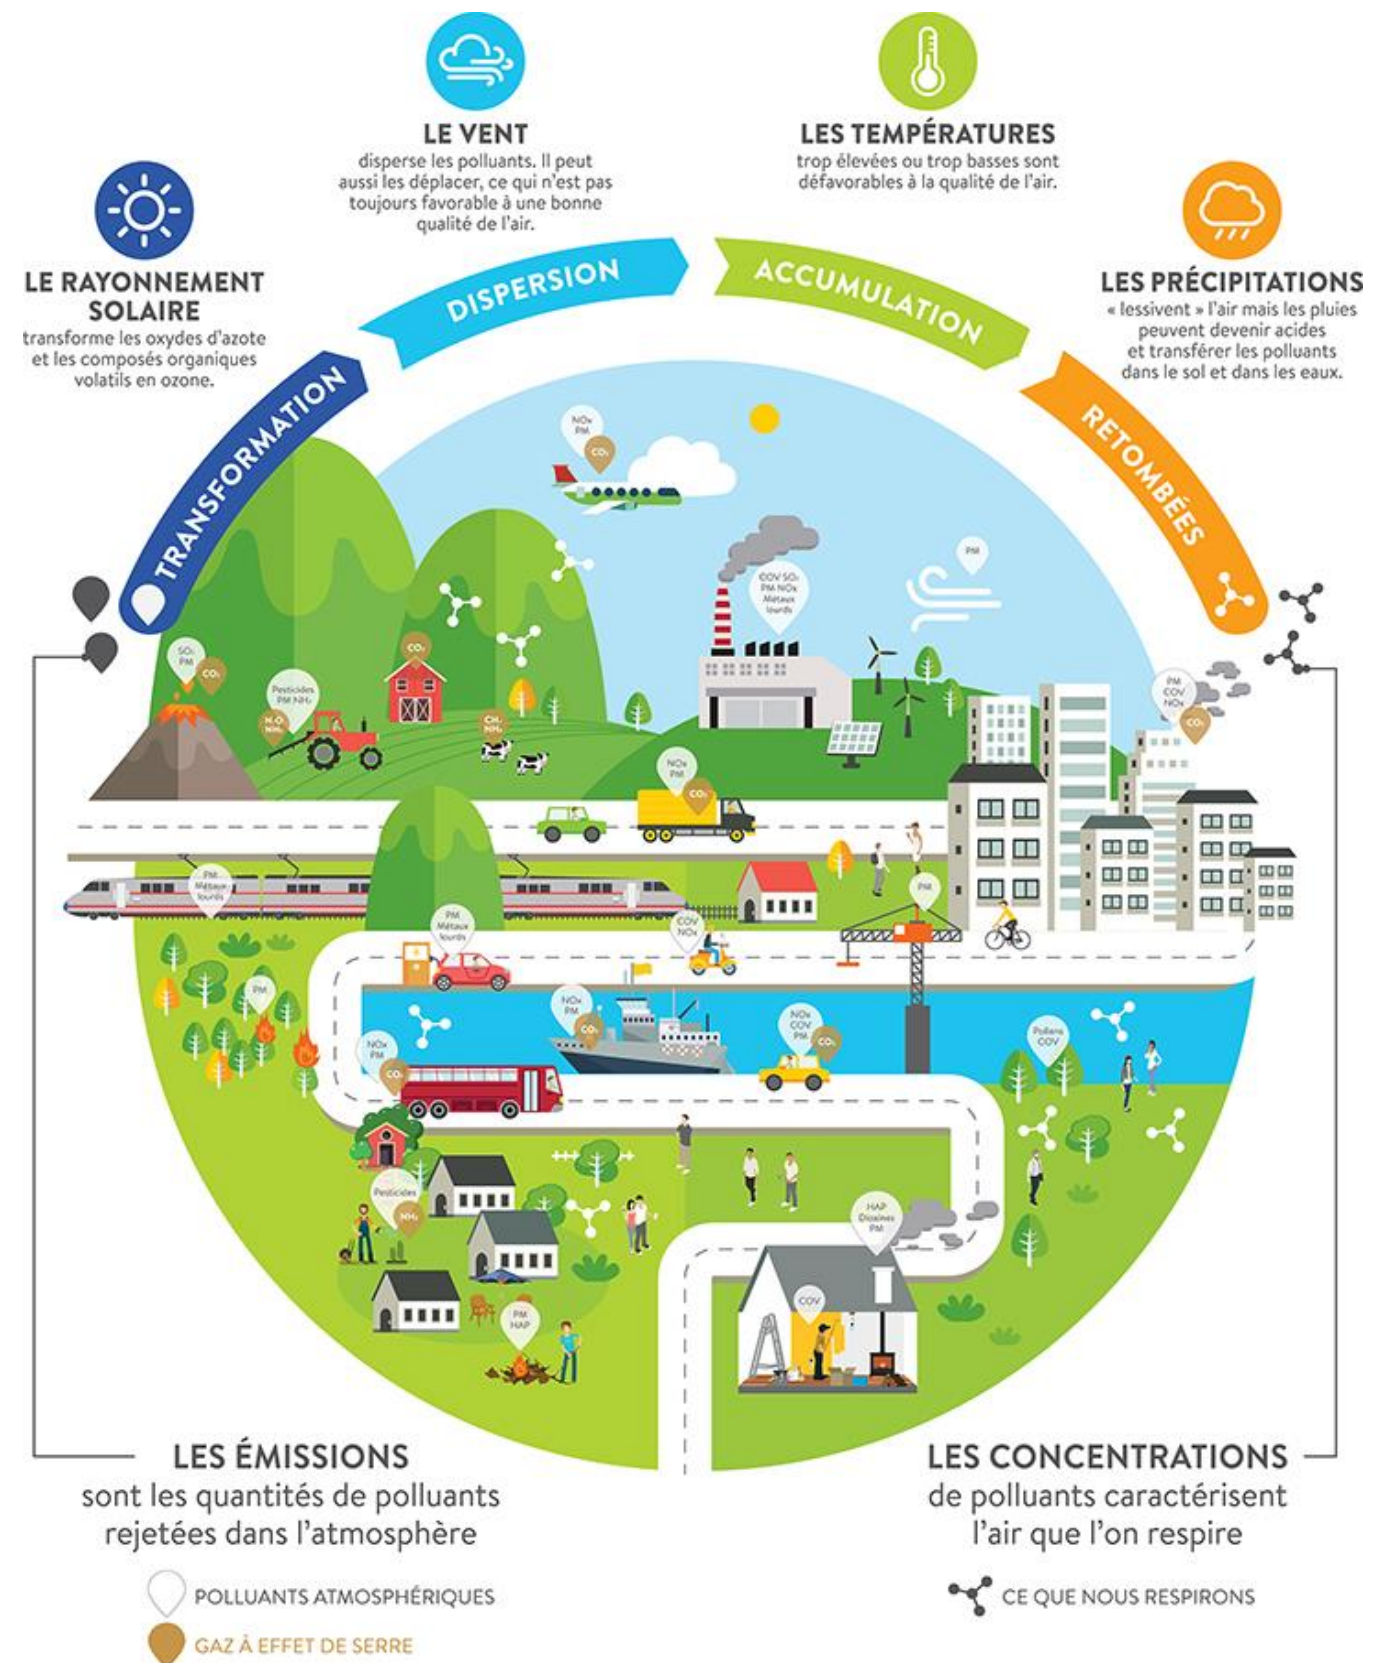 LE VENT
disperse les polluants. Il peut
aussi les déplacer, ce qui n'est pas
toujours favorable à une bonne
qualité de l'air.
LES TEMPÉRATURES
trop élevées ou trop basses sont
défavorables à la qualité de l'air.
LE RAYONNEMENT
SOLAIRE
transforme les oxydes d'azote
et les composés organiques
volatils en ozone.
LES PRÉCIPITATIONS
« lessivent » l'air mais les pluies
peuvent devenir acides
et transférer les polluants
dans le sol et dans les eaux.
TRANSFORMATION
DISPERSION
ACCUMULATION
RETOMBÉES
NOx
PM
CO₂
COV SO₂
PM NOx
Métaux
lourds
PM
SO₂
PM
CO₂
CO₂
Pesticides
PM NH₃
N₂O
NH₃
CH₄
NH₃
PM
COV
NOx
CO₂
NOx
PM
CO₂
PM
Métaux
lourds
PM
PM
Métaux
lourds
COV
NOx
PM
NOx
PM
CO₂
NOx
COV
PM
CO₂
Pollens
COV
NOx
PM
CO₂
Pesticides
NH₃
HAP
Dioxines
PM
COV
PM
HAP
LES ÉMISSIONS
sont les quantités de polluants
rejetées dans l'atmosphère
POLLUANTS ATMOSPHÉRIQUES
GAZ À EFFET DE SERRE
LES CONCENTRATIONS
de polluants caractérisent
l'air que l'on respire
CE QUE NOUS RESPIRONS